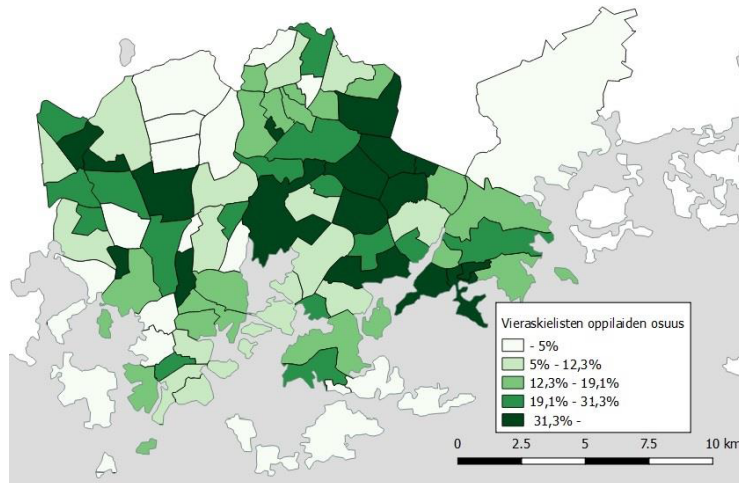 Vieraskielisten oppilaiden osuus
- 5%
5% - 12,3%
12,3% - 19,1%
19,1% - 31,3%
31,3% -
0 2.5 5 7.5 10 km